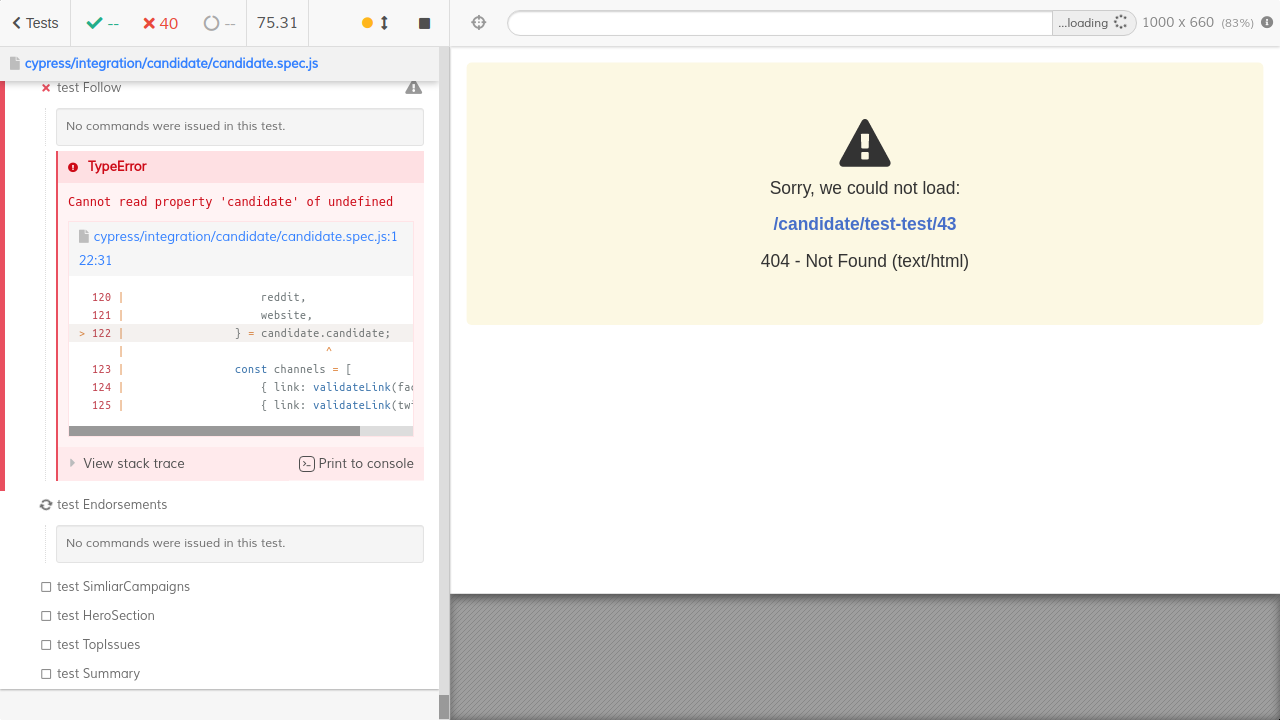 Tests
--
40
--
75.31
...loading
1000 x 660 (83%)
cypress/integration/candidate/candidate.spec.js
test Follow
No commands were issued in this test.
TypeError
Cannot read property 'candidate' of undefined
cypress/integration/candidate/candidate.spec.js:1
22:31
120 | reddit,
121 | website,
> 122 | } = candidate.candidate;
| ^
123 | const channels = [
124 | { link: validateLink(fac
125 | { link: validateLink(twi
View stack trace
Print to console
test Endorsements
No commands were issued in this test.
test SimliarCampaigns
test HeroSection
test TopIssues
test Summary
Sorry, we could not load:
/candidate/test-test/43
404 - Not Found (text/html)